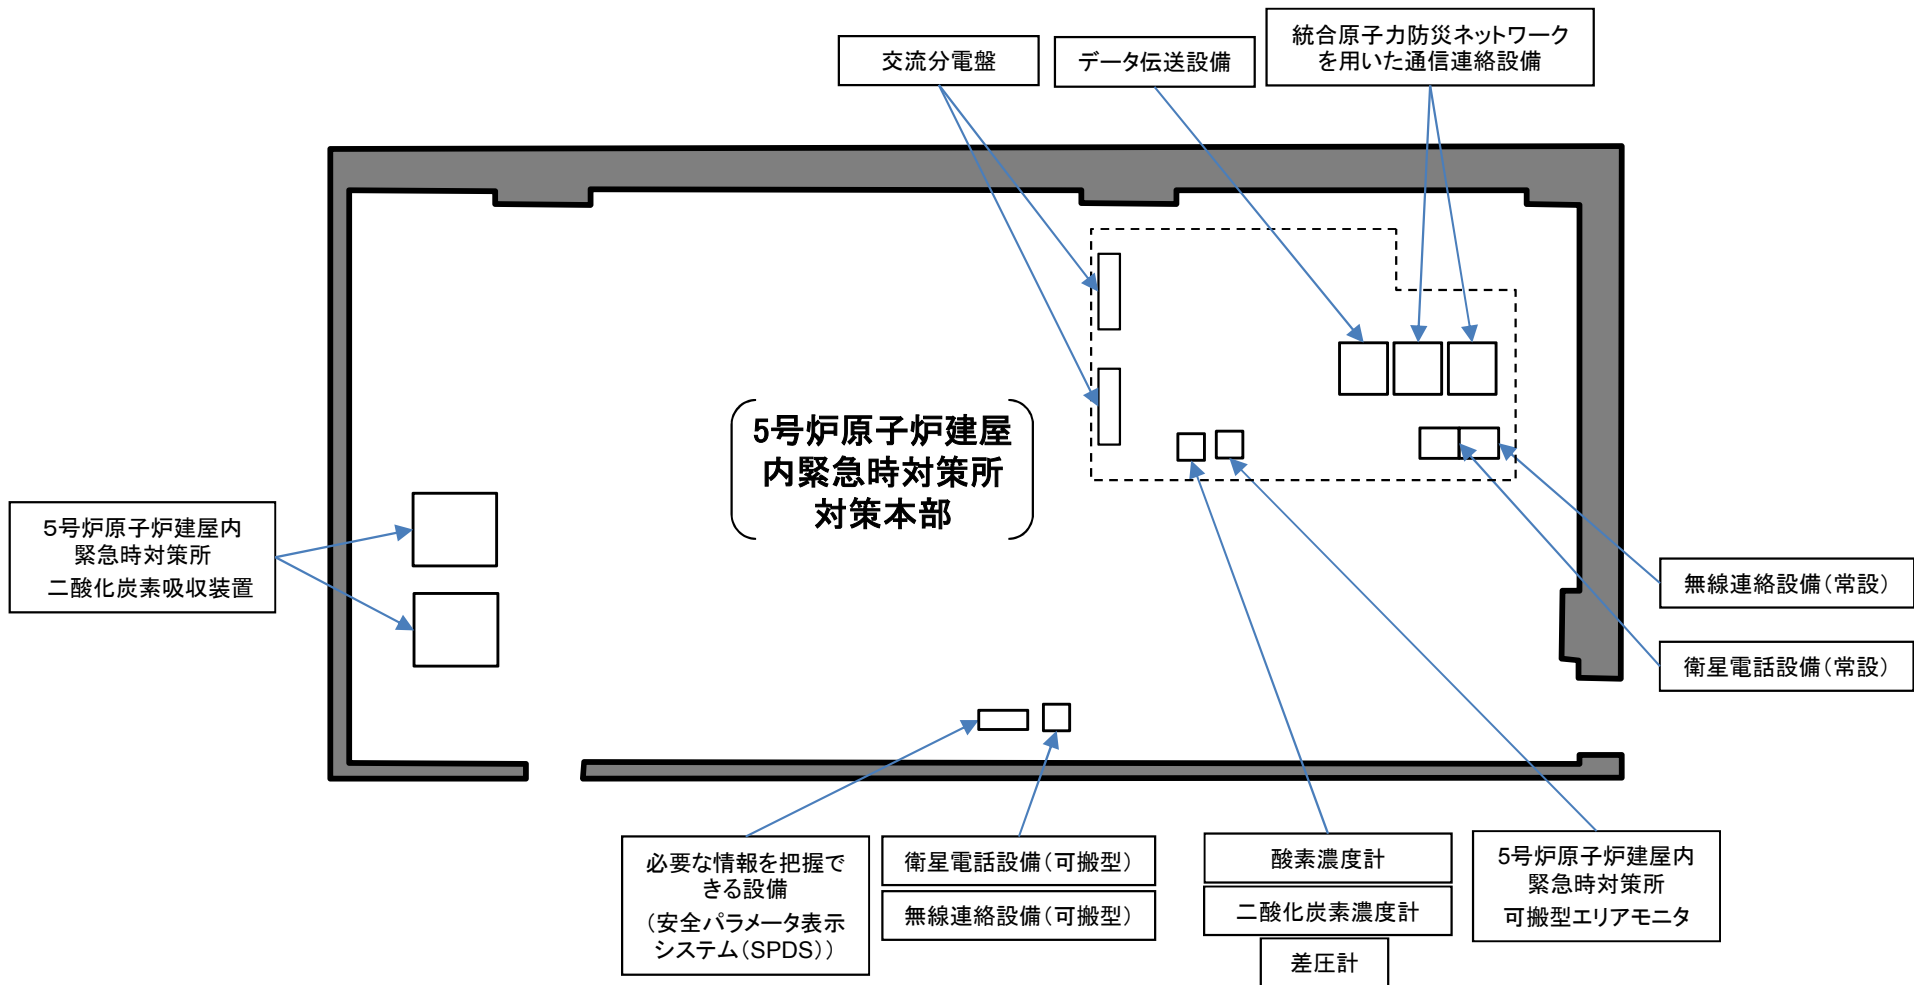 交流分電盤
データ伝送設備
統合原子力防災ネットワーク
を用いた通信連絡設備
5号炉原子炉建屋
内緊急時対策所
対策本部
5号炉原子炉建屋内
緊急時対策所
二酸化炭素吸収装置
無線連絡設備(常設)
衛星電話設備(常設)
必要な情報を把握で
きる設備
(安全パラメータ表示
システム(SPDS))
衛星電話設備(可搬型)
無線連絡設備(可搬型)
酸素濃度計
二酸化炭素濃度計
差圧計
5号炉原子炉建屋内
緊急時対策所
可搬型エリアモニタ